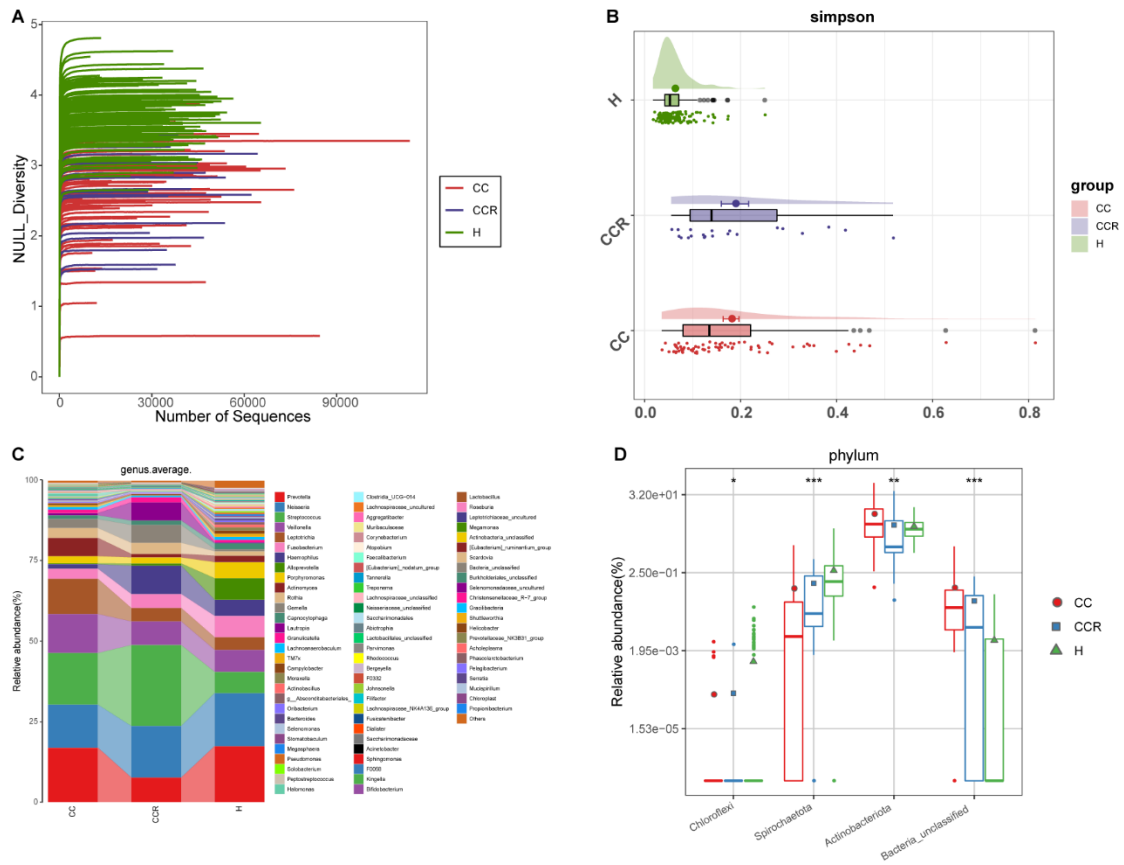 A
5
4
3
2
1
0
NULL_Diversity
0
30000
60000
90000
Number of Sequences
CC
CCR
H
B
simpson
H
CCR
CC
0.0
0.2
0.4
0.6
0.8
group
CC
CCR
H
C
genus.average.
100
75
50
25
0
Relative abundance(%)
CC
CCR
H
Prevotella
Neisseria
Streptococcus
Veillonella
Leptotrichia
Fusobacterium
Haemophilus
Alloprevotella
Porphyromonas
Actinomyces
Rothia
Gemella
Capnocytophaga
Lautropia
Granulicatella
Lachnoanaerobaculum
TM7x
Campylobacter
Moraxella
Actinobacillus
g__Absconditabacteriales_
Oribacterium
Bacteroides
Selenomonas
Stomatobaculum
Megasphaera
Pseudomonas
Solobacterium
Peptostreptococcus
Halomonas
Clostridia_UCG-014
Lachnospiraceae_uncultured
Aggregatibacter
Muribaculaceae
Corynebacterium
Atopobium
Faecalibacterium
[Eubacterium]_nodatum_group
Tannerella
Treponema
Lachnospiraceae_unclassified
Neisseriaceae_unclassified
Saccharimonadales
Abiotrophia
Lactobacillales_unclassified
Parvimonas
Rhodococcus
Bergeyella
F0332
Johnsonella
Filifactor
Lachnospiraceae_NK4A136_group
Fusicatenibacter
Dialister
Saccharimonadaceae
Acinetobacter
Sphingomonas
F0058
Kingella
Bifidobacterium
Lactobacillus
Roseburia
Leptotrichiaceae_uncultured
Megamonas
Actinobacteria_unclassified
[Eubacterium]_ruminantium_group
Scardovia
Bacteria_unclassified
Burkholderiales_unclassified
Selenomonadaceae_uncultured
Christensenellaceae_R-7_group
Gracilibacteria
Shuttleworthia
Helicobacter
Prevotellaceae_NK3B31_group
Acholeplasma
Phascolarctobacterium
Pelagibacterium
Serratia
Mucispirillum
Chloroplast
Propionibacterium
Others
D
phylum
* *** ** ***
3.20e+01
2.50e-01
1.95e-03
1.53e-05
Relative abundance(%)
Chloroflexi
Spirochaetota
Actinobacteriota
Bacteria_unclassified
CC
CCR
H